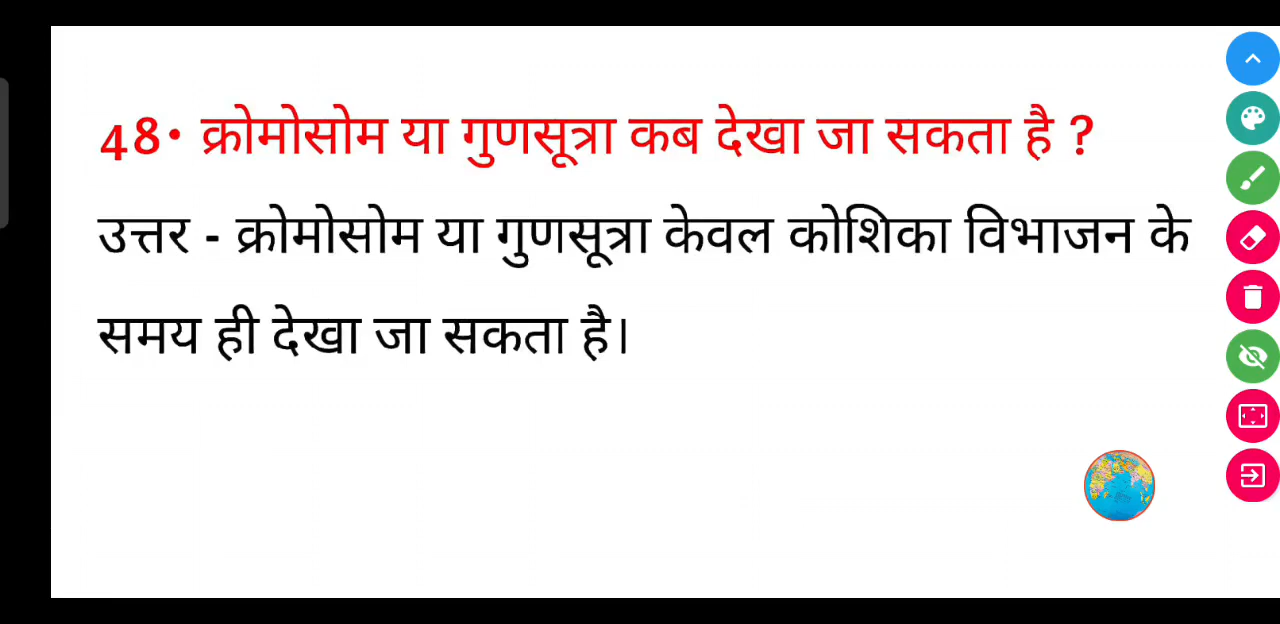 48• क्रोमोसोम या गुणसूत्रा कब देखा जा सकता है ?
उत्तर - क्रोमोसोम या गुणसूत्रा केवल कोशिका विभाजन के
समय ही देखा जा सकता है।